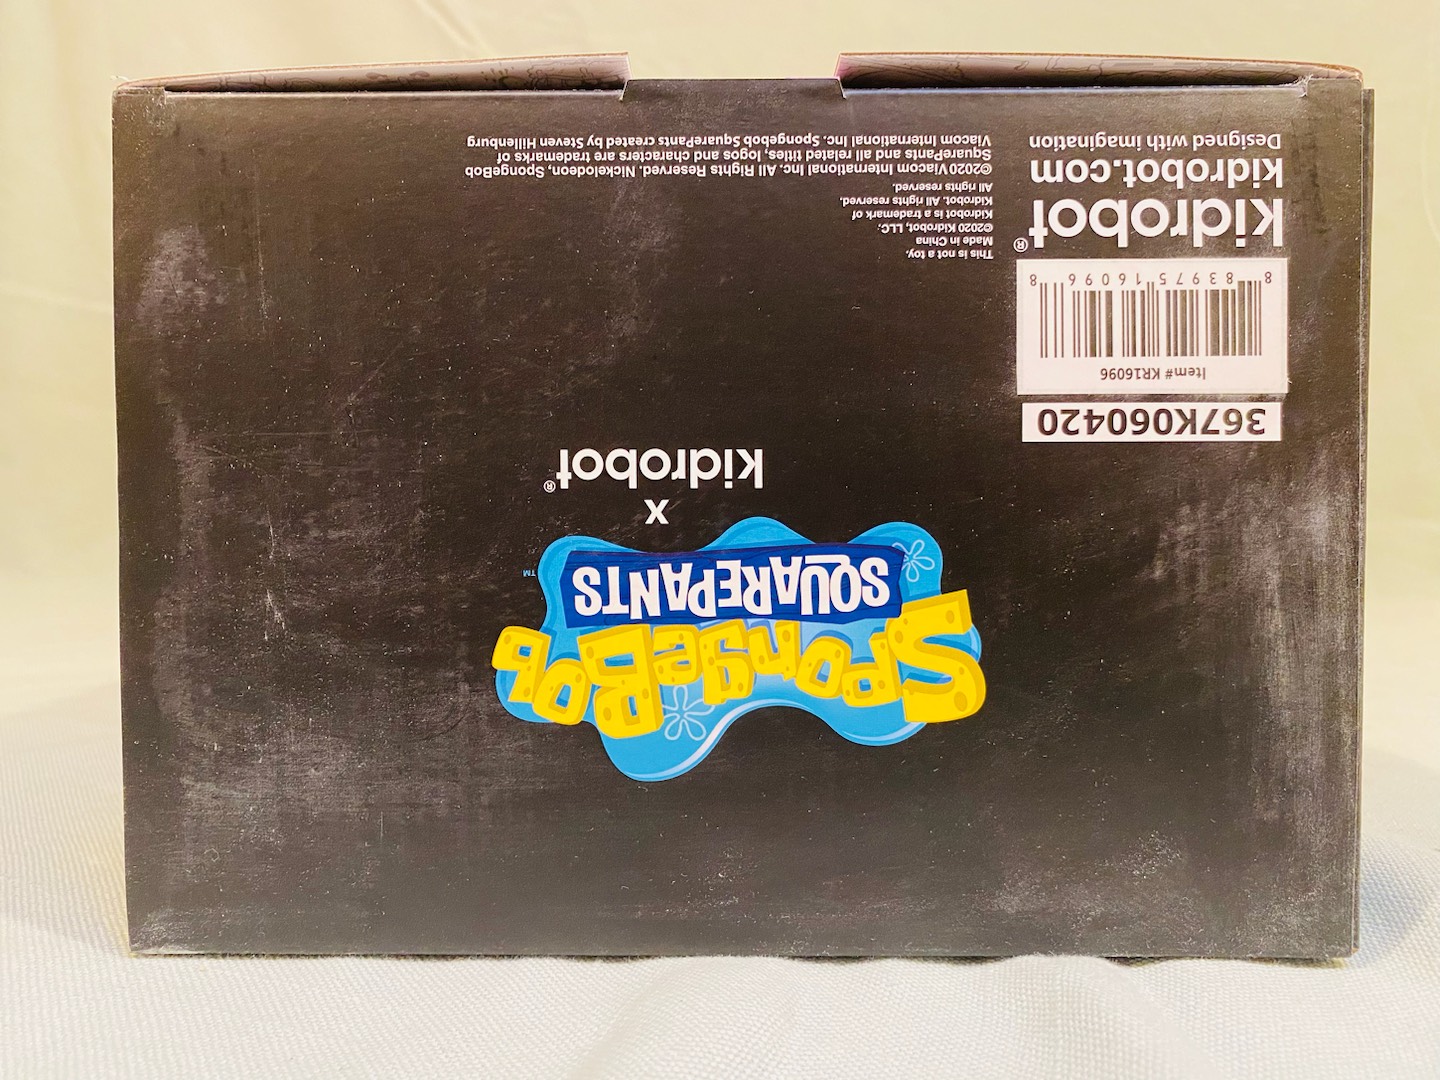 SpongeBob
SQUAREPANTS™
x
kidrobot®
367K060420
Item# KR16096
8 83975 16096 8
kidrobot®
kidrobot.com
Designed with imagination
This is not a toy.
Made in China
©2020 Kidrobot, LLC.
Kidrobot is a trademark of
Kidrobot. All rights reserved.
All rights reserved.
©2020 Viacom International Inc. All Rights Reserved. Nickelodeon, SpongeBob
SquarePants and all related titles, logos and characters are trademarks of
Viacom International Inc. Spongebob SquarePants created by Steven Hillenburg